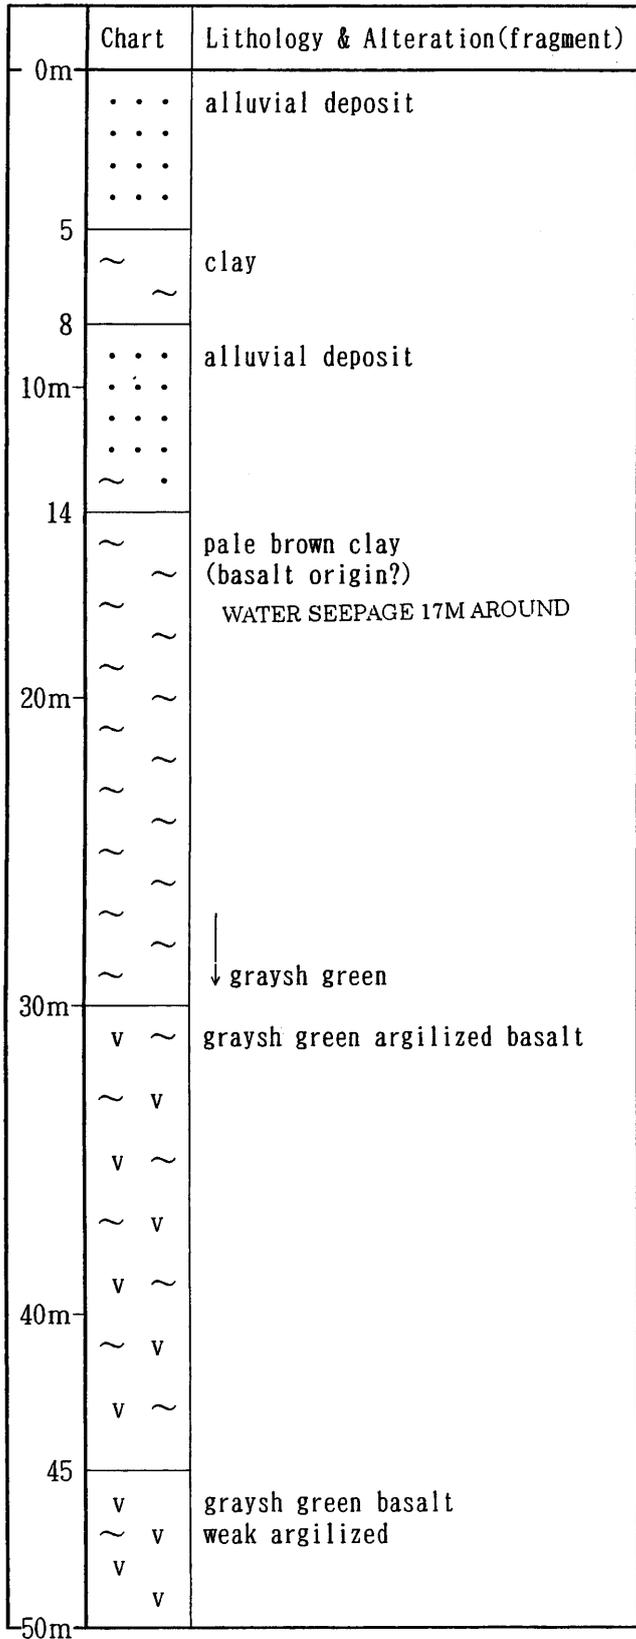 Chart Lithology & Alteration(fragment)
0m
alluvial deposit
5
clay
8
alluvial deposit
10m
14
pale brown clay
(basalt origin?)
WATER SEEPAGE 17M AROUND
20m
graysh green
30m
graysh green argilized basalt
40m
45
graysh green basalt
weak argilized
50m